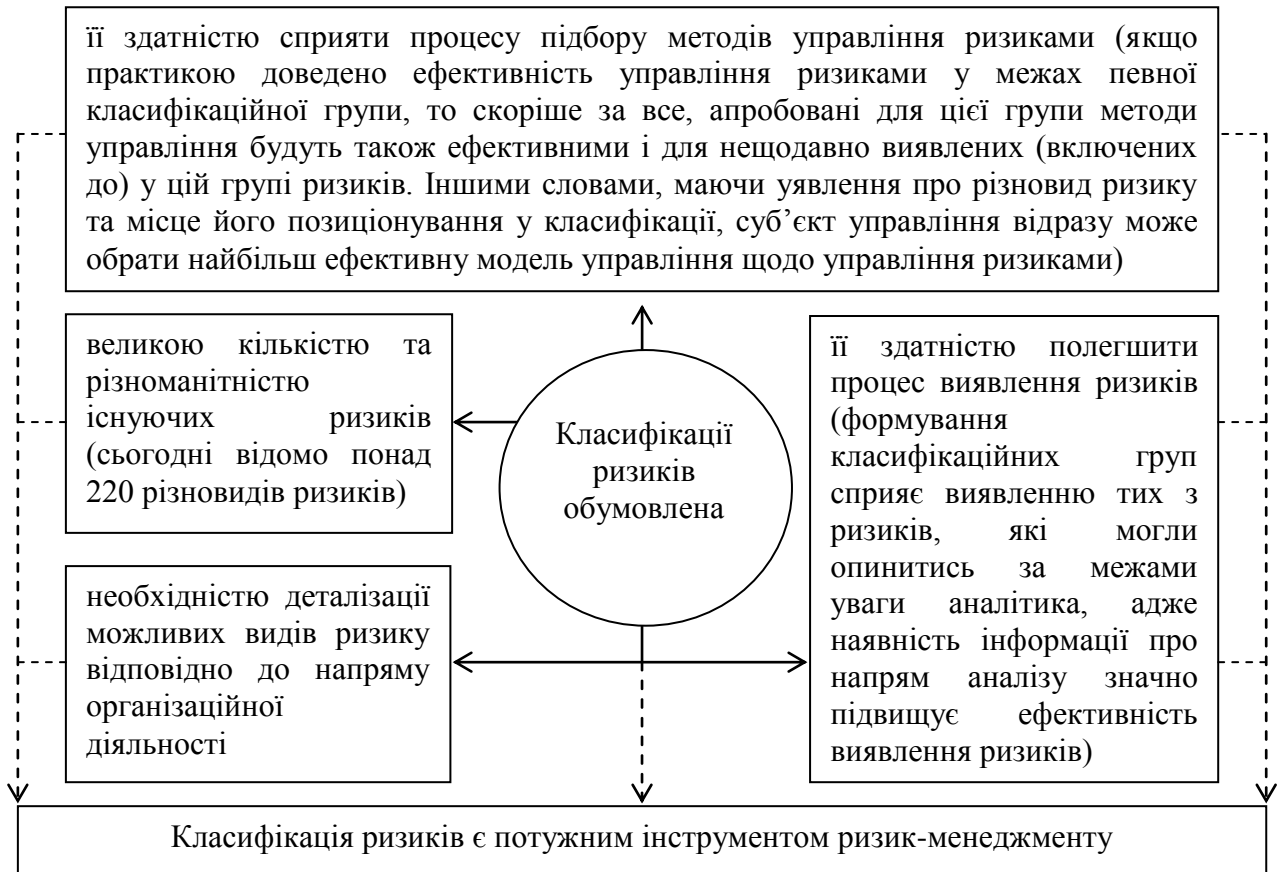 її здатністю сприяти процесу підбору методів управління ризиками (якщо
практикою доведено ефективність управління ризиками у межах певної
класифікаційної групи, то скоріше за все, апробовані для цієї групи методи
управління будуть також ефективними і для нещодавно виявлених (включених
до) у цій групі ризиків. Іншими словами, маючи уявлення про різновид ризику
та місце його позиціонування у класифікації, суб’єкт управління відразу може
обрати найбільш ефективну модель управління щодо управління ризиками)
великою кількістю та
різноманітністю
існуючих ризиків
(сьогодні відомо понад
220 різновидів ризиків)
Класифікації
ризиків
обумовлена
її здатністю полегшити
процес виявлення ризиків
(формування
класифікаційних груп
сприяє виявленню тих з
ризиків, які могли
опинитись за межами
уваги аналітика, адже
наявність інформації про
напрям аналізу значно
підвищує ефективність
виявлення ризиків)
необхідністю деталізації
можливих видів ризику
відповідно до напряму
організаційної
діяльності
Класифікація ризиків є потужним інструментом ризик-менеджменту